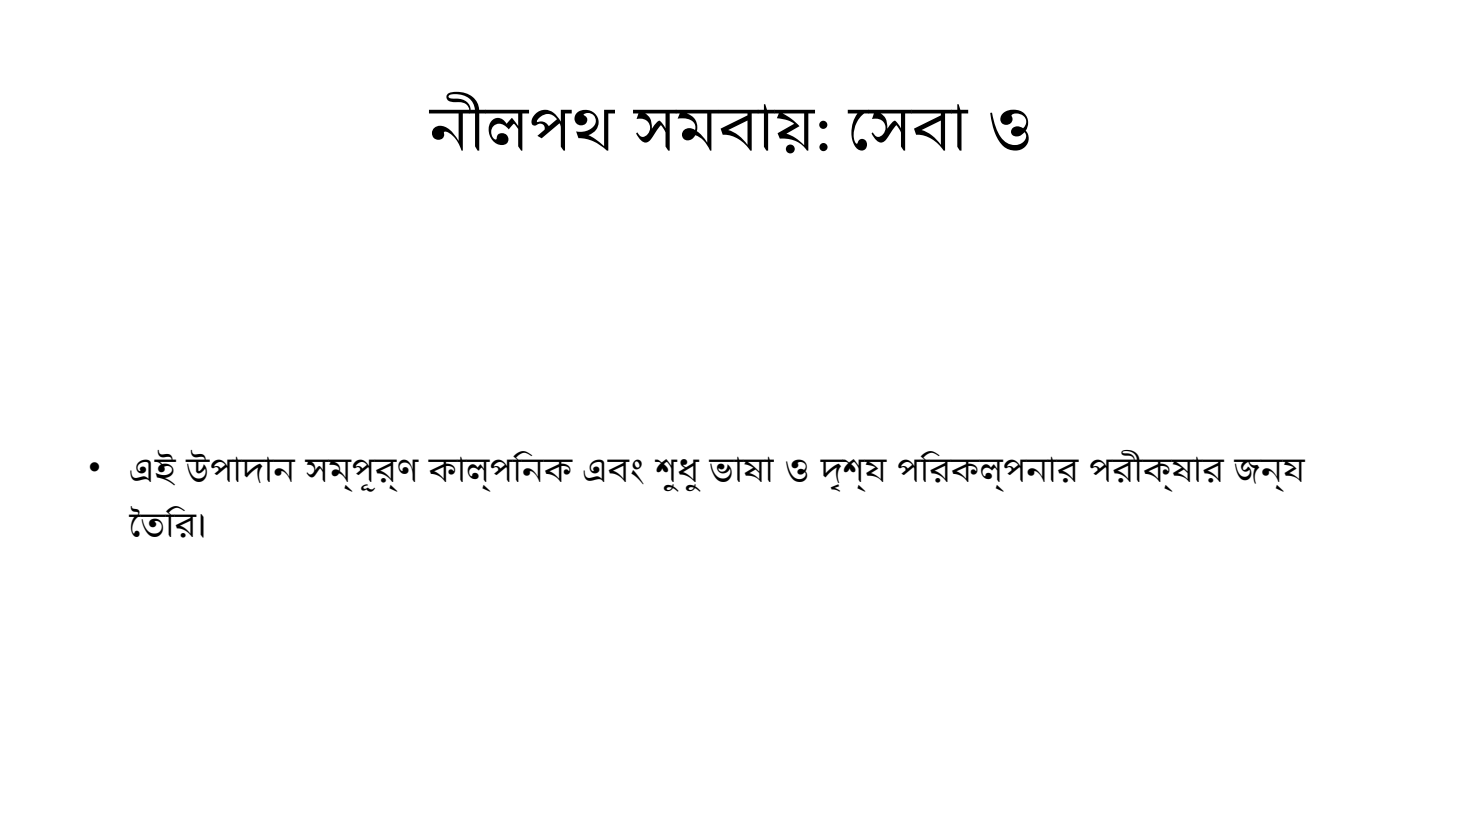 নীলপথ সমবায়: সেবা ও
• এই উপাদান সম্পূর্ণ কাল্পনিক এবং শুধু ভাষা ও দৃশ্য পরিকল্পনার পরীক্ষার জন্য
তৈরি।